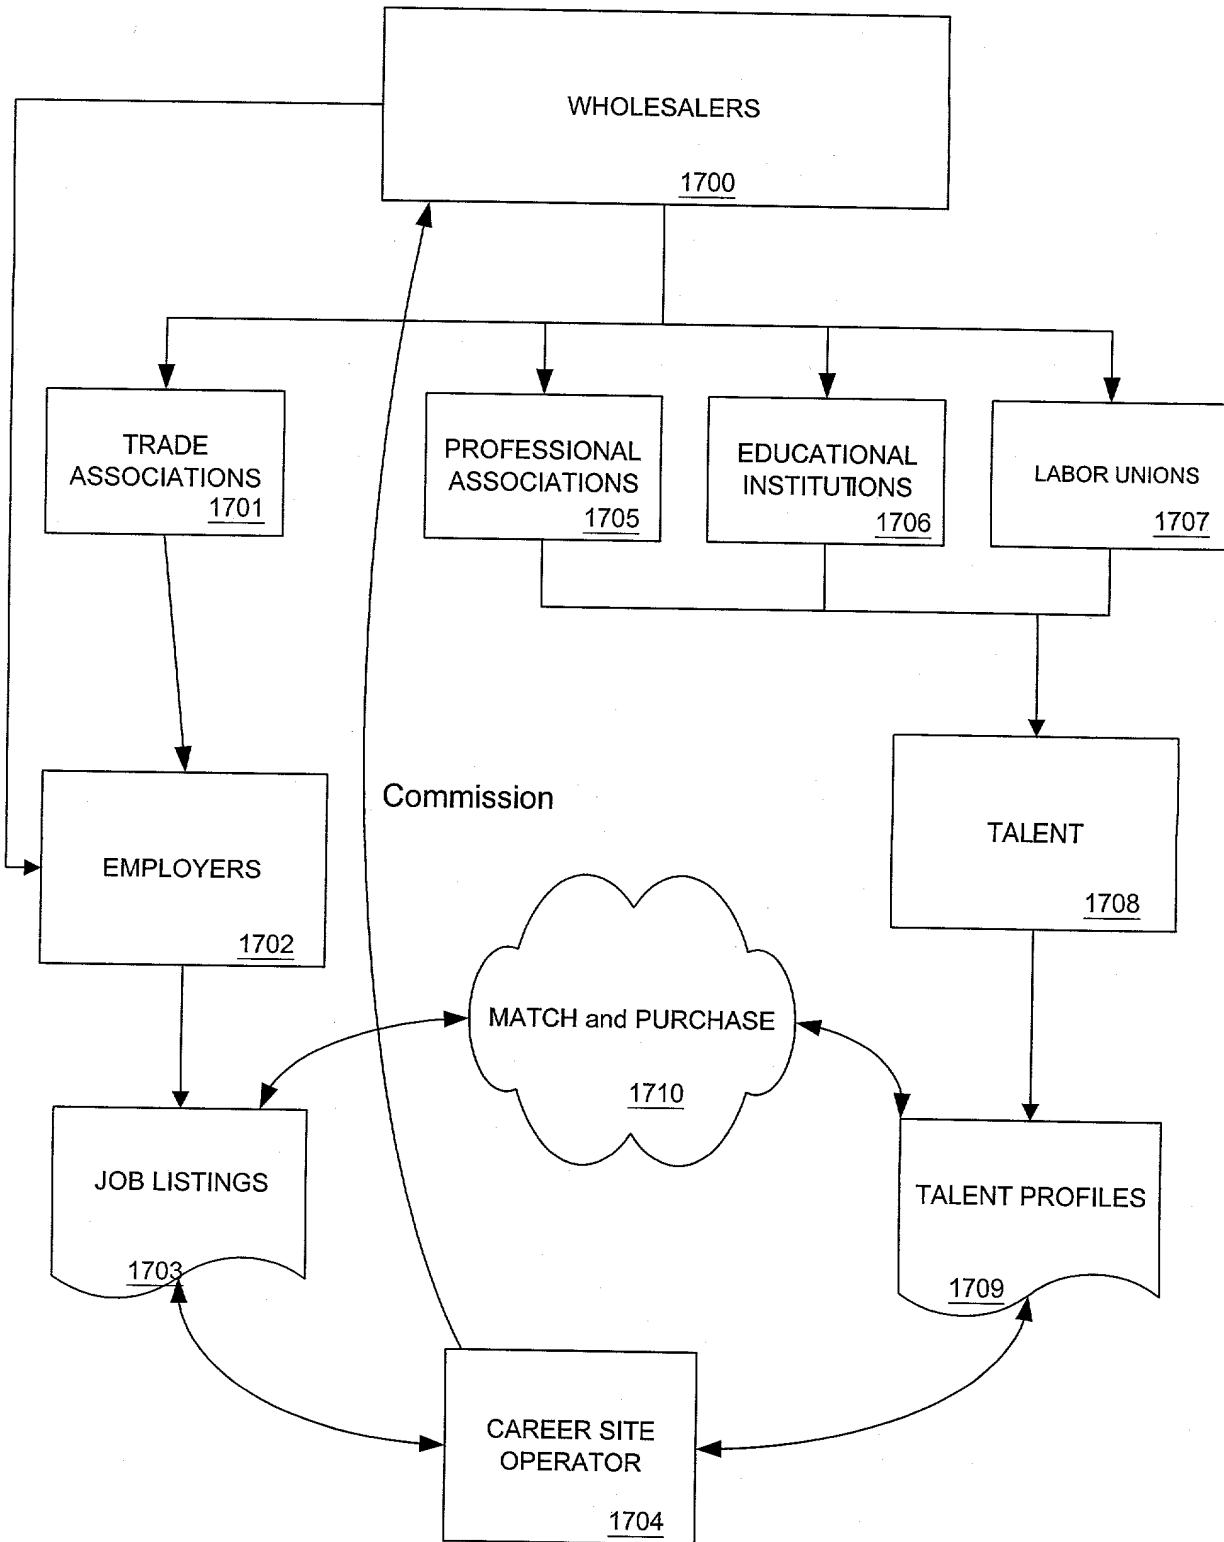 WHOLESALERS
1700
TRADE
ASSOCIATIONS
1701
PROFESSIONAL
ASSOCIATIONS
1705
EDUCATIONAL
INSTITUTIONS
1706
LABOR UNIONS
1707
Commission
EMPLOYERS
1702
TALENT
1708
MATCH and PURCHASE
1710
JOB LISTINGS
1703
TALENT PROFILES
1709
CAREER SITE
OPERATOR
1704